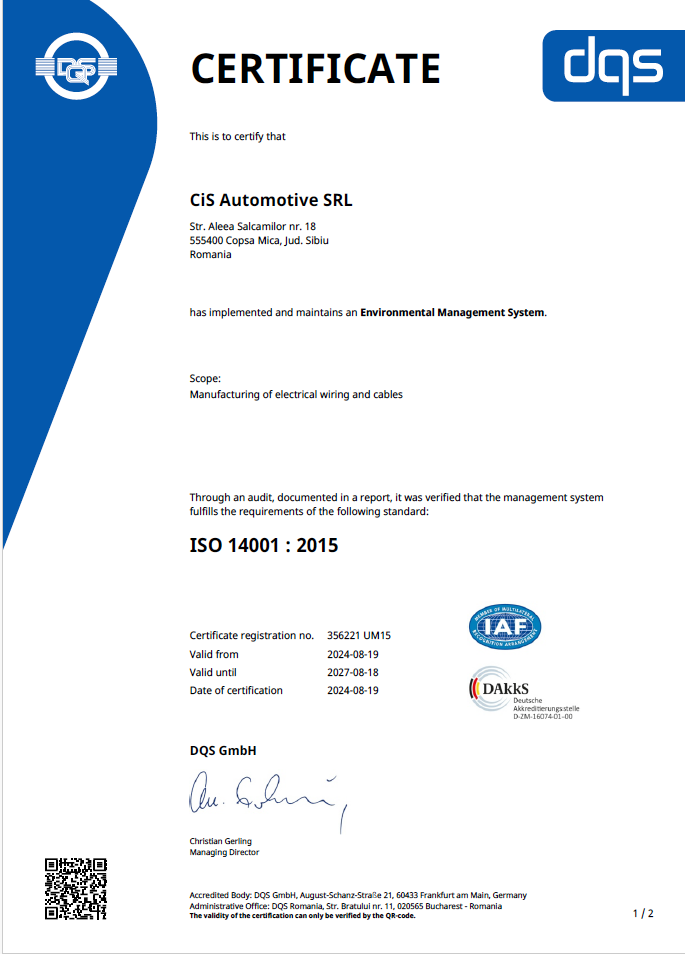 DQS
CERTIFICATE
dqs
This is to certify that
CiS Automotive SRL
Str. Aleea Salcamilor nr. 18
555400 Copsa Mica, Jud. Sibiu
Romania
has implemented and maintains an Environmental Management System.
Scope:
Manufacturing of electrical wiring and cables
Through an audit, documented in a report, it was verified that the management system
fulfills the requirements of the following standard:
ISO 14001 : 2015
MEMBER OF MULTILATERAL
IAF
RECOGNITION ARRANGEMENT
Certificate registration no. 356221 UM15
Valid from 2024-08-19
Valid until 2027-08-18
Date of certification 2024-08-19
DAkkS
Deutsche
Akkreditierungsstelle
D-ZM-16074-01-00
DQS GmbH
Christian Gerling
Managing Director
Accredited Body: DQS GmbH, August-Schanz-Straße 21, 60433 Frankfurt am Main, Germany
Administrative Office: DQS Romania, Str. Bratului nr. 11, 020565 Bucharest - Romania
The validity of the certification can only be verified by the QR-code.
1 / 2